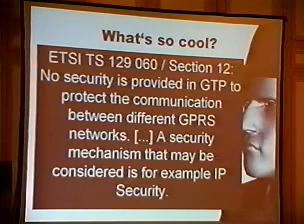 What's so cool?
ETSI TS 129 060 / Section 12:
No security is provided in GTP to
protect the communication
between different GPRS
networks. [...] A security
mechanism that may be
considered is for example IP
Security.